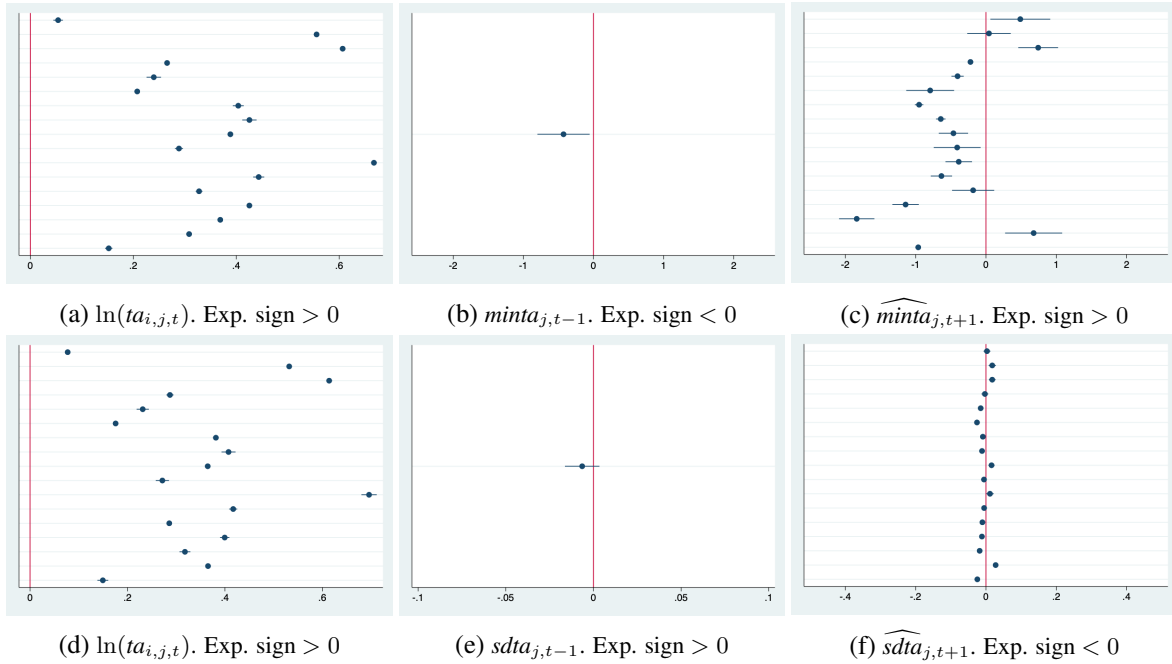 0 .2 .4 .6
-2 -1 0 1 2
-2 -1 0 1 2
(a) ln(ta_{i,j,t}). Exp. sign > 0
(b) minta_{j,t−1}. Exp. sign < 0
(c) \widehat{minta}_{j,t+1}. Exp. sign > 0
0 .2 .4 .6
-.1 -.05 0 .05 .1
-.4 -.2 0 .2 .4
(d) ln(ta_{i,j,t}). Exp. sign > 0
(e) sdta_{j,t−1}. Exp. sign > 0
(f) \widehat{sdta}_{j,t+1}. Exp. sign < 0